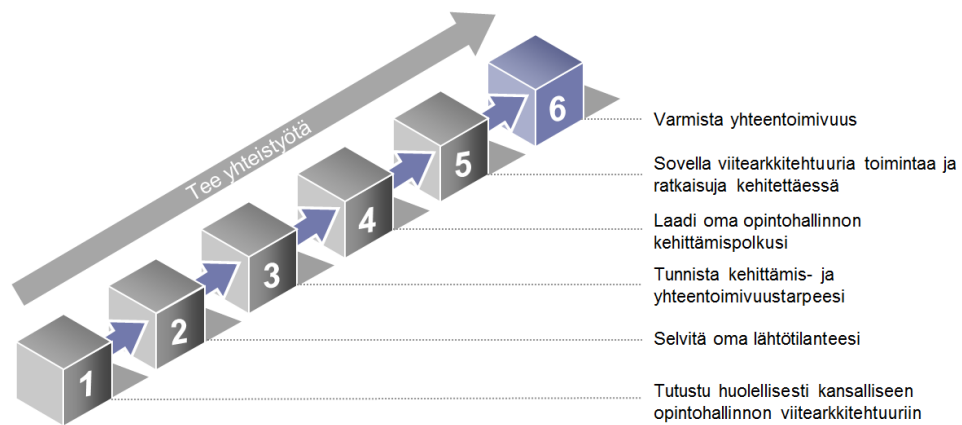 Tee yhteistyötä
6
Varmista yhteentoimivuus
5
Sovella viitearkkitehtuuria toimintaa ja
ratkaisuja kehitettäessä
4
Laadi oma opintohallinnon
kehittämispolkusi
3
Tunnista kehittämis- ja
yhteentoimivuustarpeesi
2
Selvitä oma lähtötilanteesi
1
Tutustu huolellisesti kansalliseen
opintohallinnon viitearkkitehtuuriin